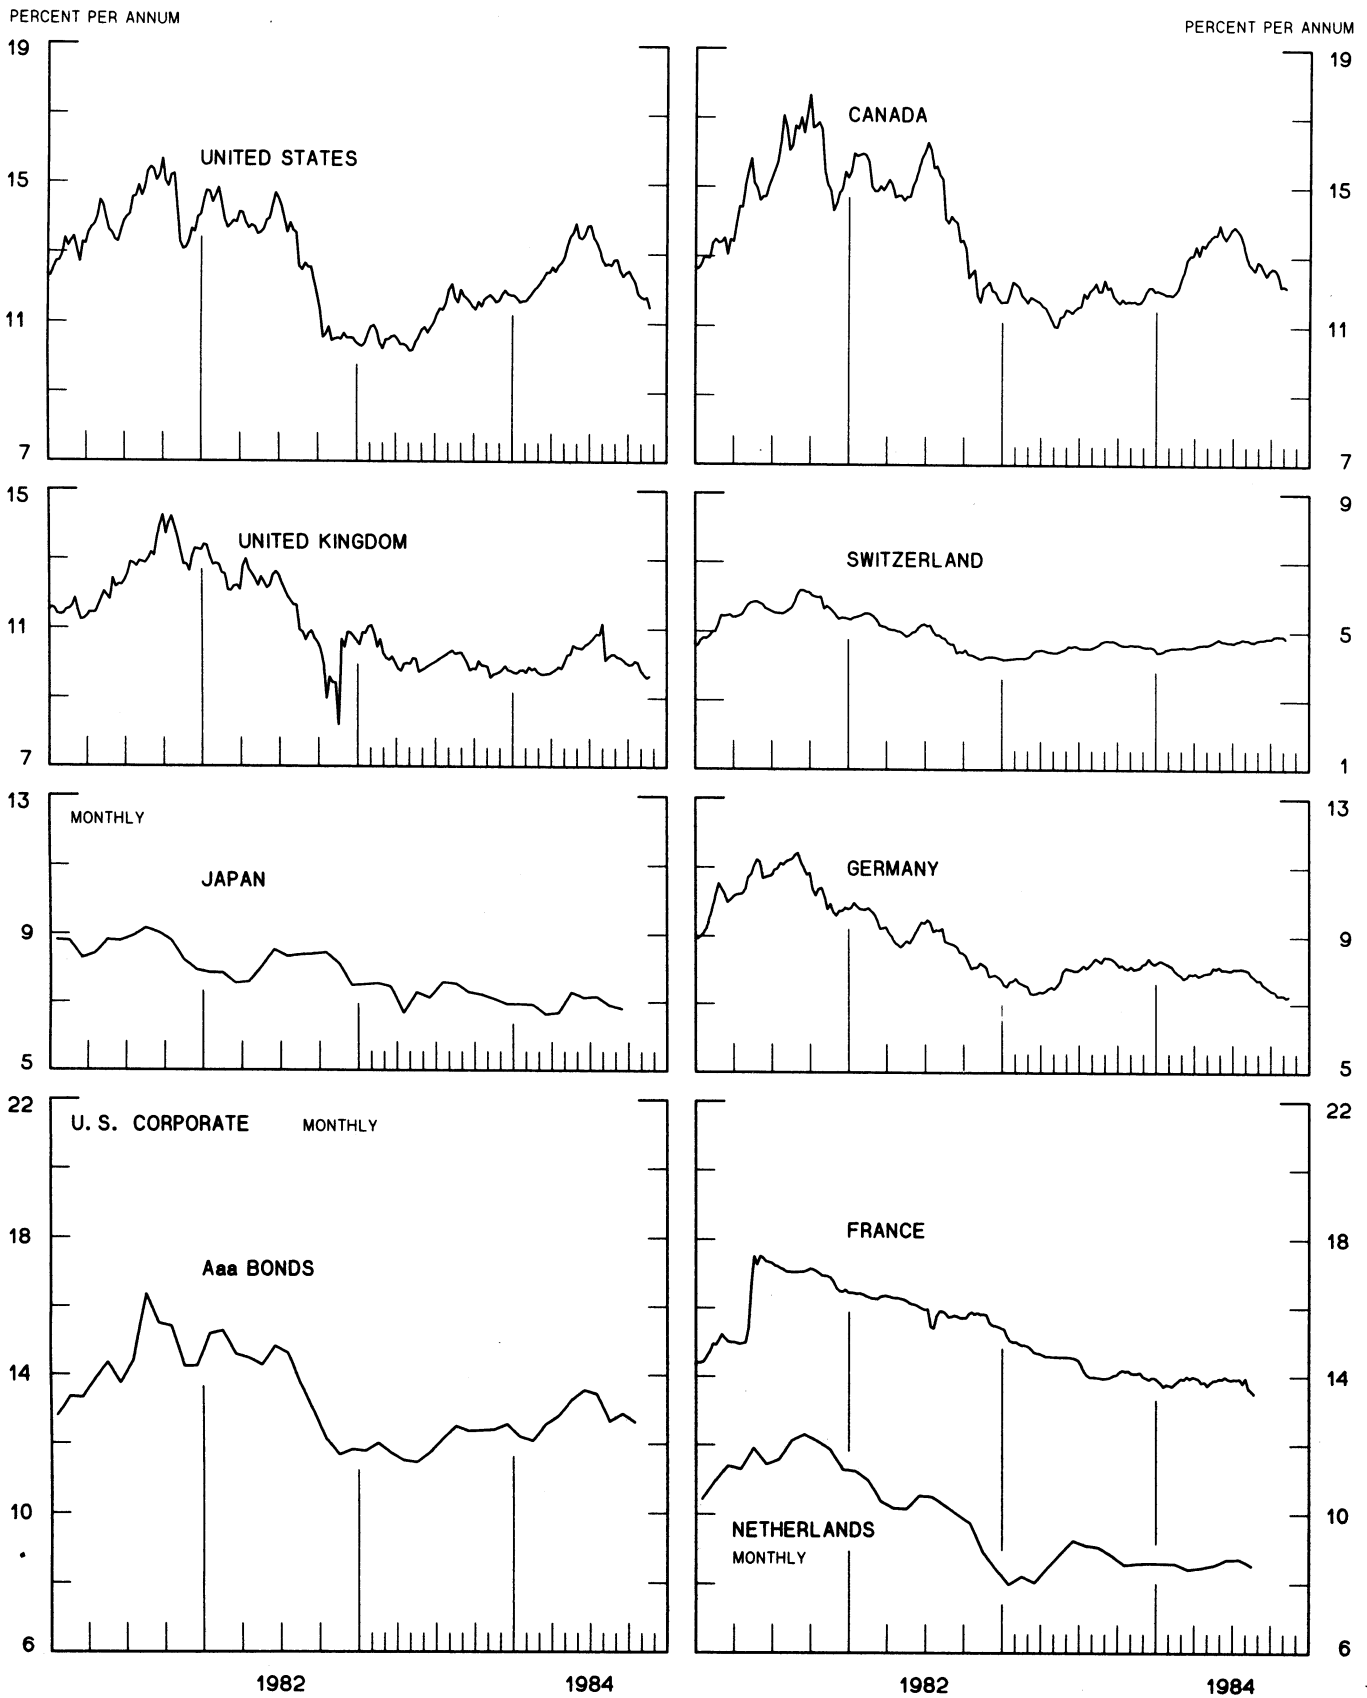 PERCENT PER ANNUM
PERCENT PER ANNUM
19
15
11
7
UNITED STATES
19
15
11
7
CANADA
15
11
7
UNITED KINGDOM
9
5
1
SWITZERLAND
13
9
5
MONTHLY
JAPAN
13
9
5
GERMANY
22
18
14
10
6
U. S. CORPORATE MONTHLY
Aaa BONDS
22
18
14
10
6
FRANCE
NETHERLANDS
MONTHLY
1982 1984
1982 1984